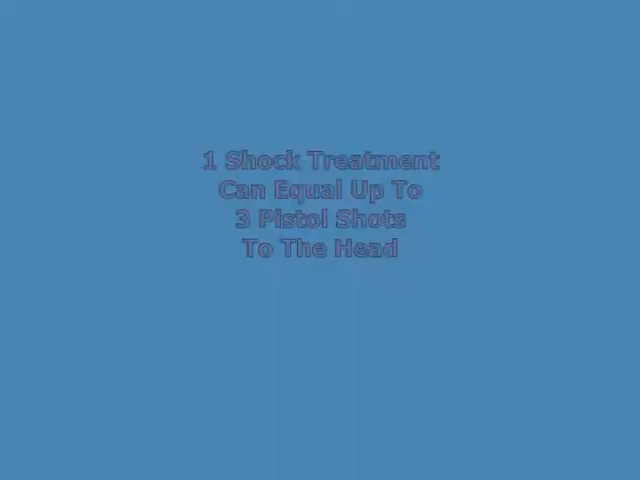 1 Shock Treatment
Can Equal Up To
3 Pistol Shots
To The Head